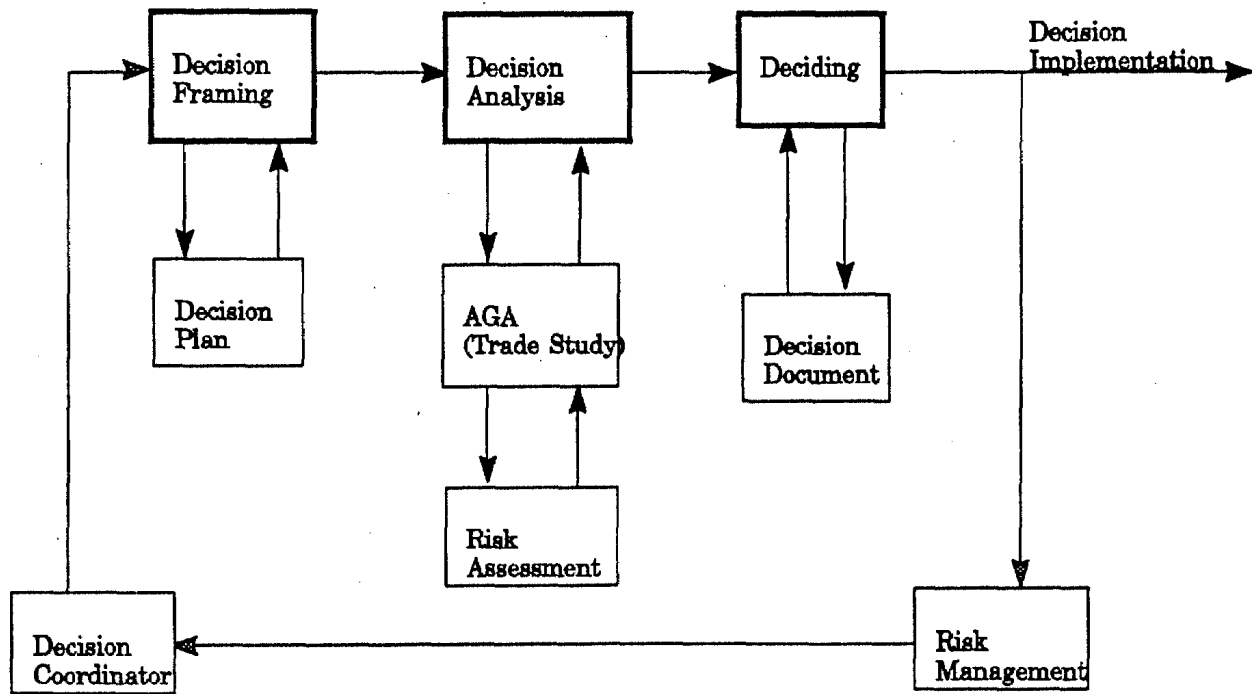 Decision
Framing
Decision
Analysis
Deciding
Decision
Implementation
Decision
Plan
AGA
(Trade Study)
Decision
Document
Risk
Assessment
Decision
Coordinator
Risk
Management